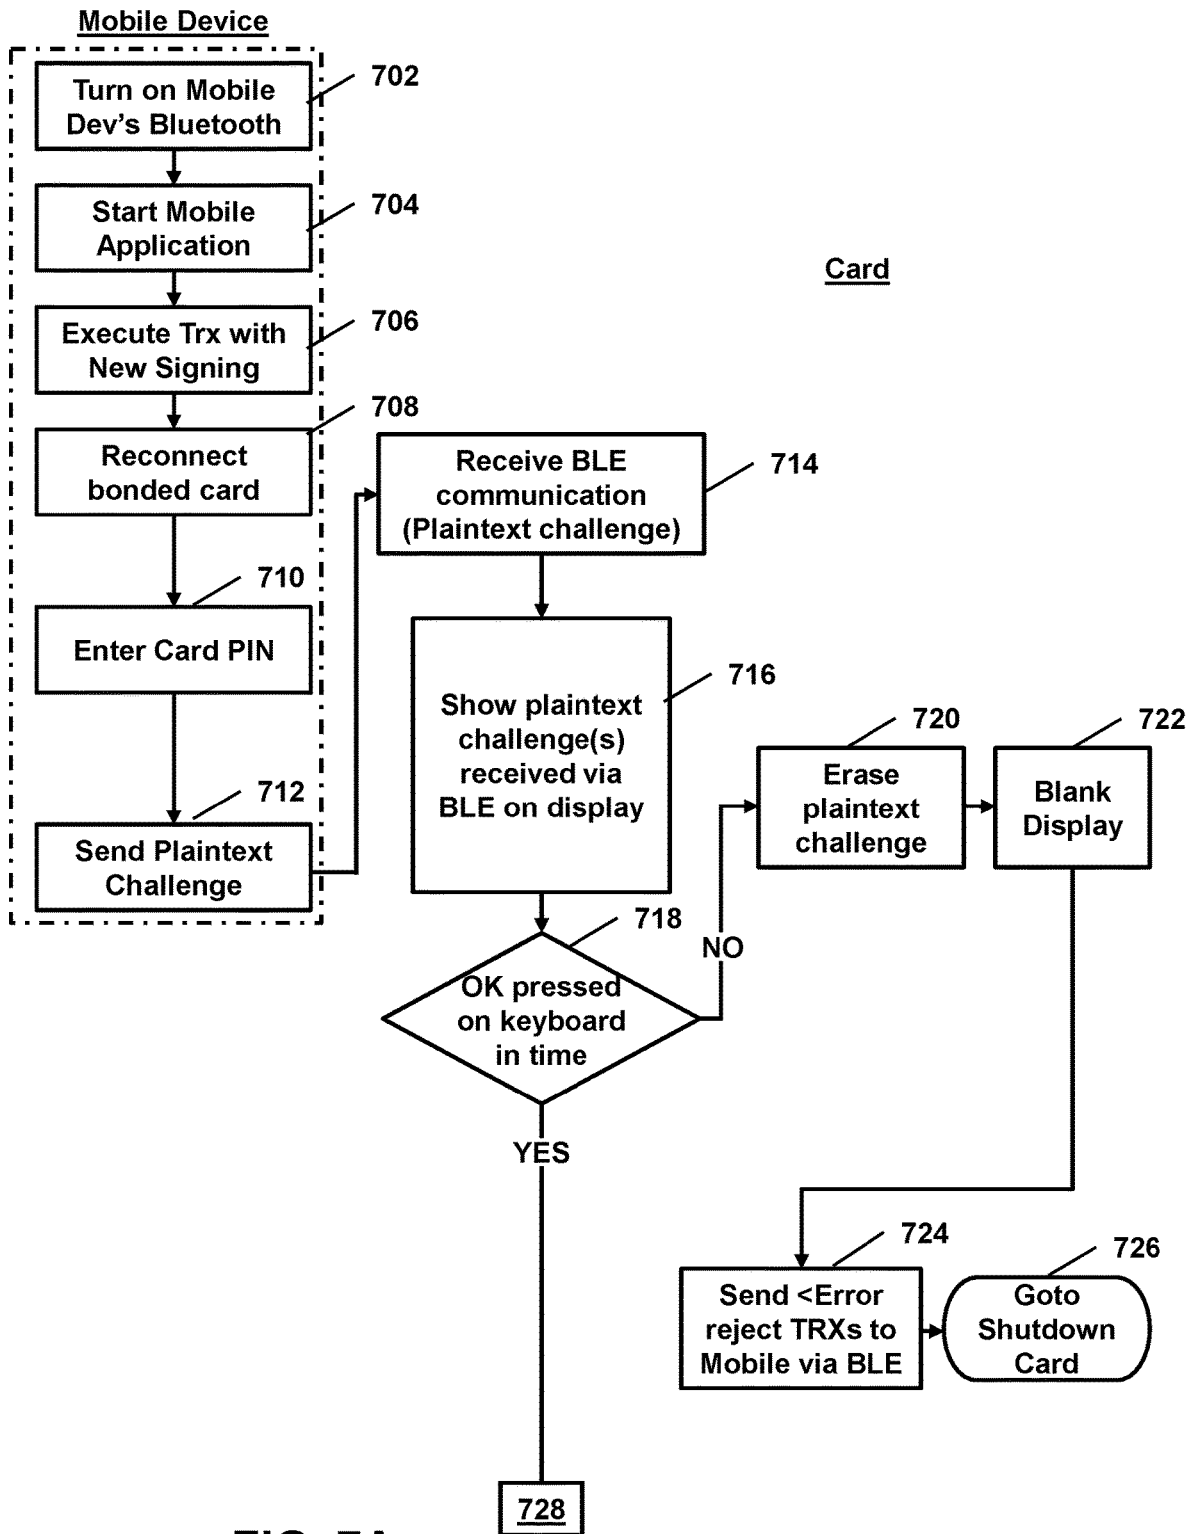 Mobile Device
702
Turn on Mobile
Dev's Bluetooth
704
Start Mobile
Application
Card
706
Execute Trx with
New Signing
708
Reconnect
bonded card
714
Receive BLE
communication
(Plaintext challenge)
710
Enter Card PIN
716
Show plaintext
challenge(s)
received via
BLE on display
712
Send Plaintext
Challenge
718
OK pressed
on keyboard
in time
NO
720
Erase
plaintext
challenge
722
Blank
Display
YES
724
Send <Error
reject TRXs to
Mobile via BLE
726
Goto
Shutdown
Card
728